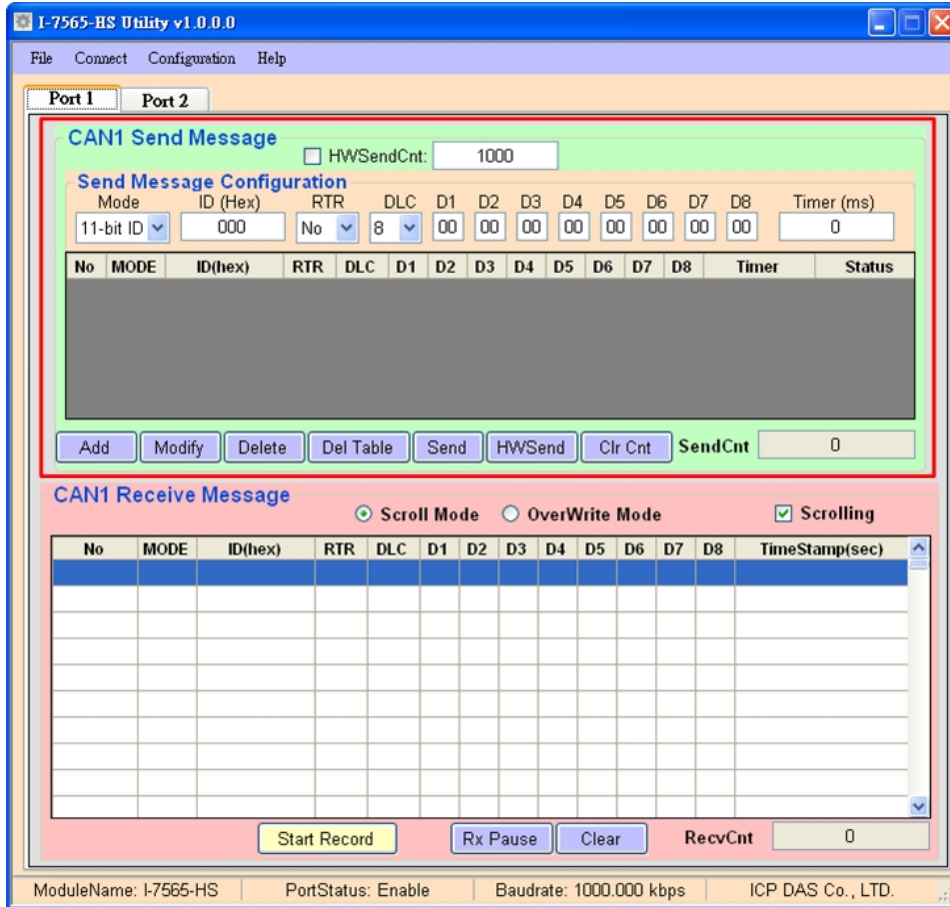 I-7565-HS Utility v1.0.0.0
File Connect Configuration Help
Port 1 Port 2
CAN1 Send Message
HWSendCnt: 1000
Send Message Configuration
Mode ID (Hex) RTR DLC D1 D2 D3 D4 D5 D6 D7 D8 Timer (ms)
11-bit ID 000 No 8 00 00 00 00 00 00 00 00 0
No MODE ID(hex) RTR DLC D1 D2 D3 D4 D5 D6 D7 D8 Timer Status
Add Modify Delete Del Table Send HWSend Clr Cnt SendCnt 0
CAN1 Receive Message
Scroll Mode OverWrite Mode Scrolling
No MODE ID(hex) RTR DLC D1 D2 D3 D4 D5 D6 D7 D8 TimeStamp(sec)
Start Record Rx Pause Clear RecvCnt 0
ModuleName: I-7565-HS PortStatus: Enable Baudrate: 1000.000 kbps ICP DAS Co., LTD.